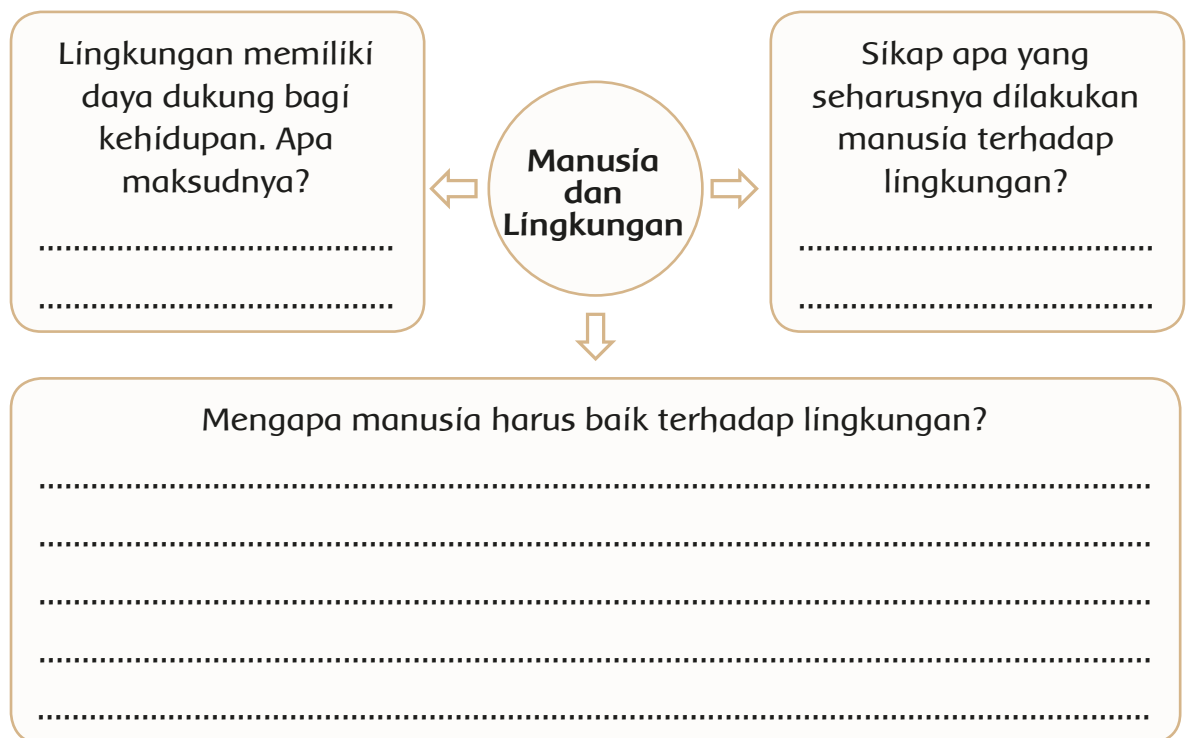 Lingkungan memiliki
daya dukung bagi
kehidupan. Apa
maksudnya?
........................................
........................................
Manusia
dan
Lingkungan
Sikap apa yang
seharusnya dilakukan
manusia terhadap
lingkungan?
........................................
........................................
Mengapa manusia harus baik terhadap lingkungan?
................................................................................
................................................................................
................................................................................
................................................................................
................................................................................